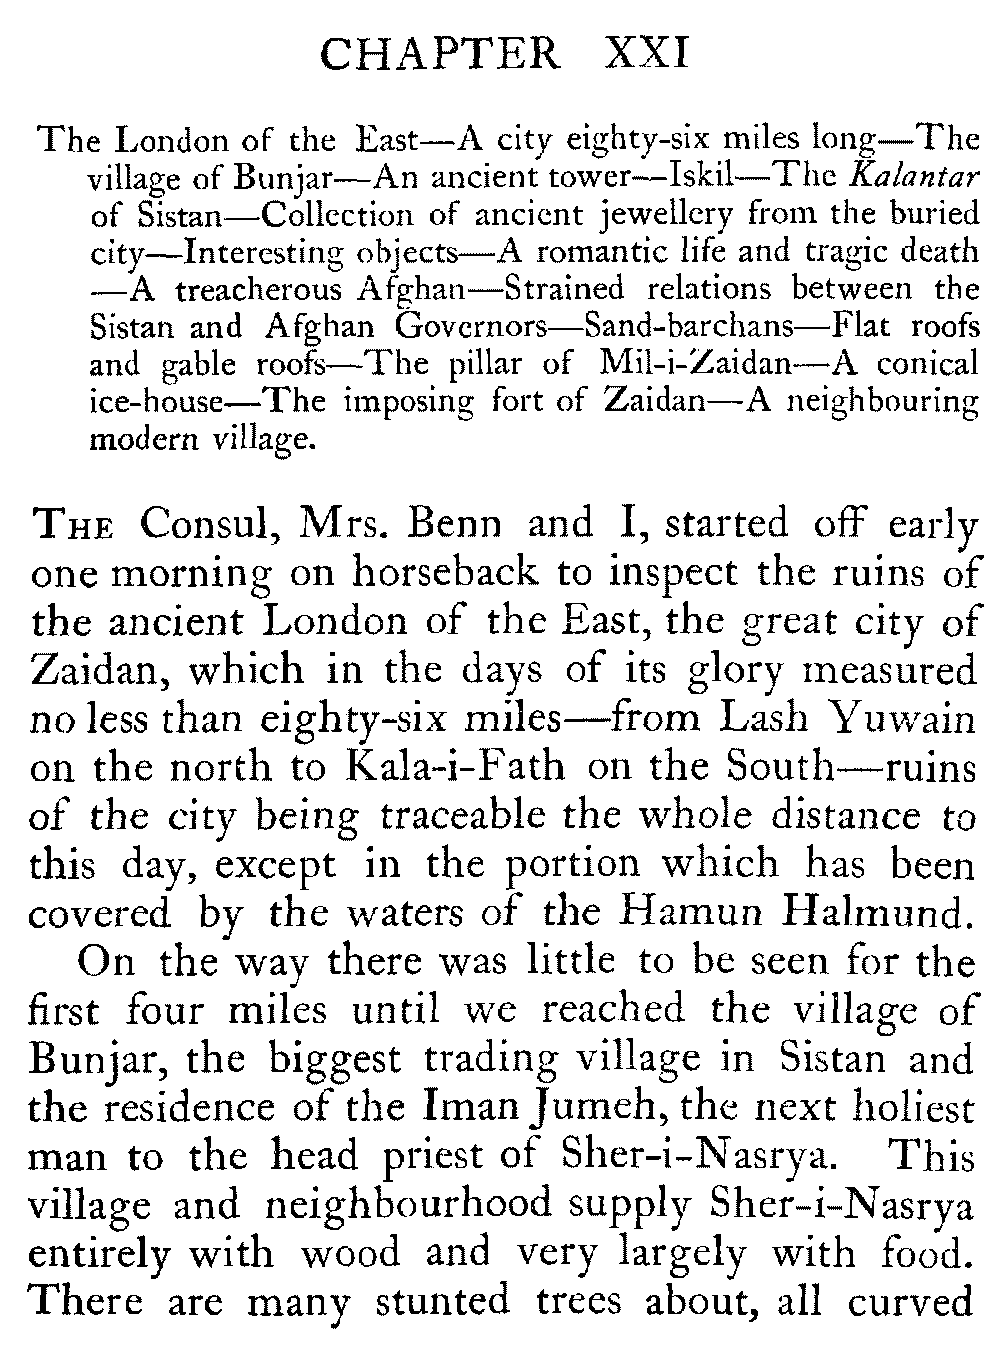 CHAPTER XXI
The London of the East—A city eighty-six miles long—The
village of Bunjar—An ancient tower—Iskil—The Kalantar
of Sistan—Collection of ancient jewellery from the buried
city—Interesting objects—A romantic life and tragic death
—A treacherous Afghan—Strained relations between the
Sistan and Afghan Governors—Sand-barchans—Flat roofs
and gable roofs—The pillar of Mil-i-Zaidan—A conical
ice-house—The imposing fort of Zaidan—A neighbouring
modern village.
THE Consul, Mrs. Benn and I, started off early
one morning on horseback to inspect the ruins of
the ancient London of the East, the great city of
Zaidan, which in the days of its glory measured
no less than eighty-six miles—from Lash Yuwain
on the north to Kala-i-Fath on the South—ruins
of the city being traceable the whole distance to
this day, except in the portion which has been
covered by the waters of the Hamun Halmund.
On the way there was little to be seen for the
first four miles until we reached the village of
Bunjar, the biggest trading village in Sistan and
the residence of the Iman Jumeh, the next holiest
man to the head priest of Sher-i-Nasrya. This
village and neighbourhood supply Sher-i-Nasrya
entirely with wood and very largely with food.
There are many stunted trees about, all curved